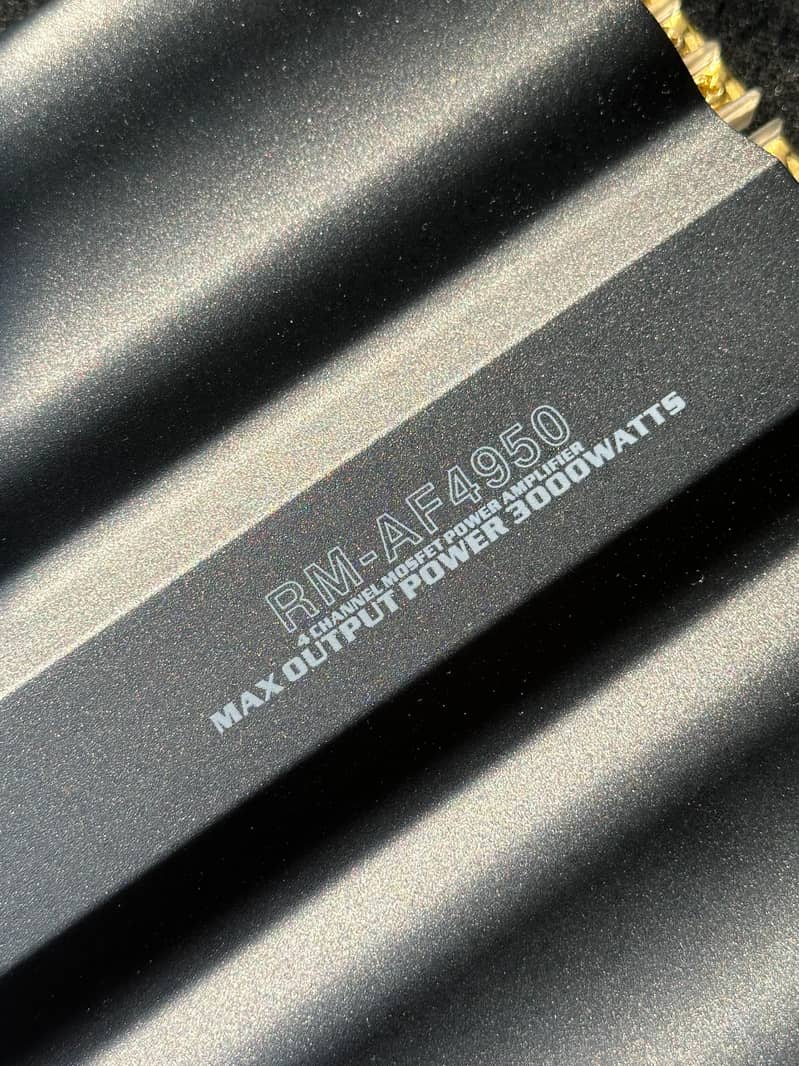 RM-AF4950
4 CHANNEL MOSFET POWER AMPLIFIER
MAX OUTPUT POWER 3000WATTS